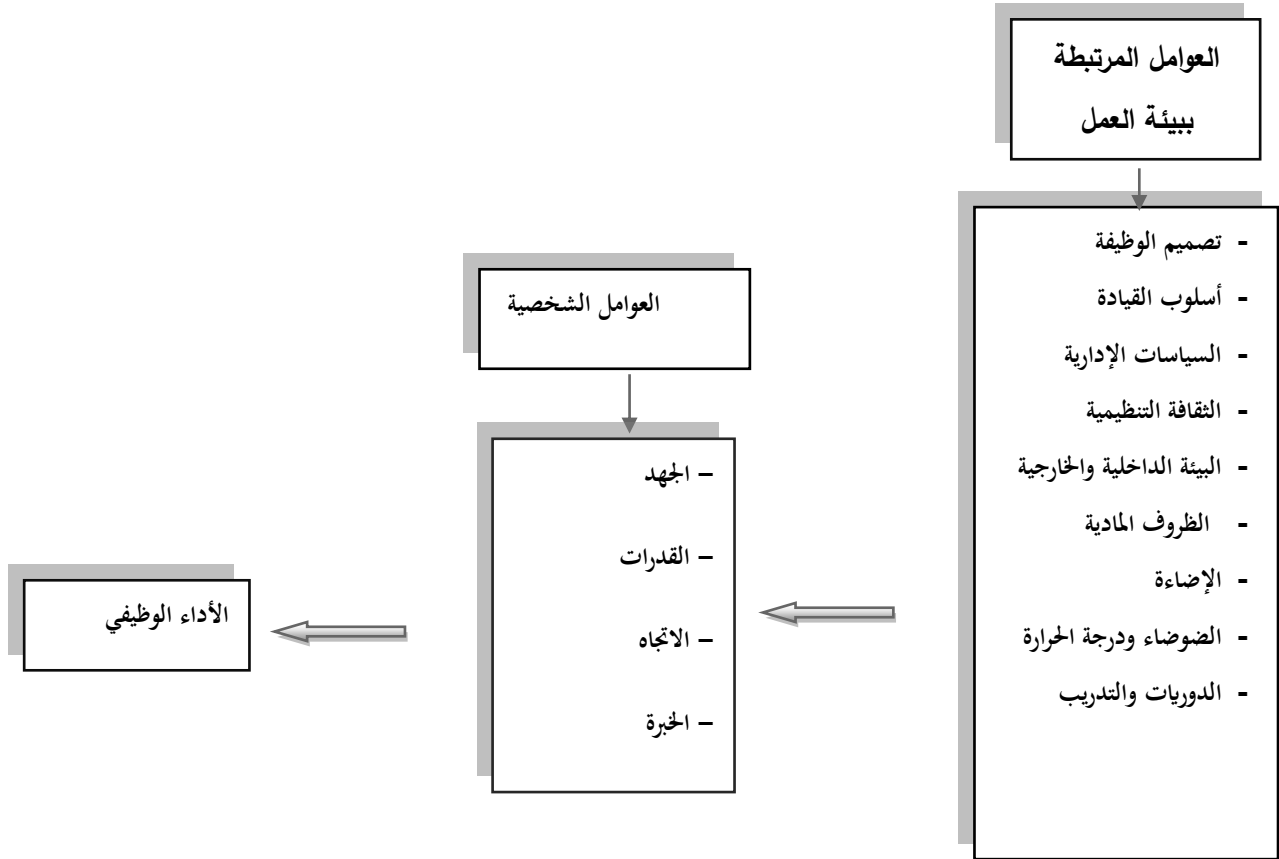 العوامل المرتبطة
ببيئة العمل
- تصميم الوظيفة
- أسلوب القيادة
- السياسات الإدارية
- الثقافة التنظيمية
- البيئة الداخلية والخارجية
- الظروف المادية
- الإضاءة
- الضوضاء ودرجة الحرارة
- الدوريات والتدريب
العوامل الشخصية
– الجهد
– القدرات
– الاتجاه
– الخبرة
الأداء الوظيفي